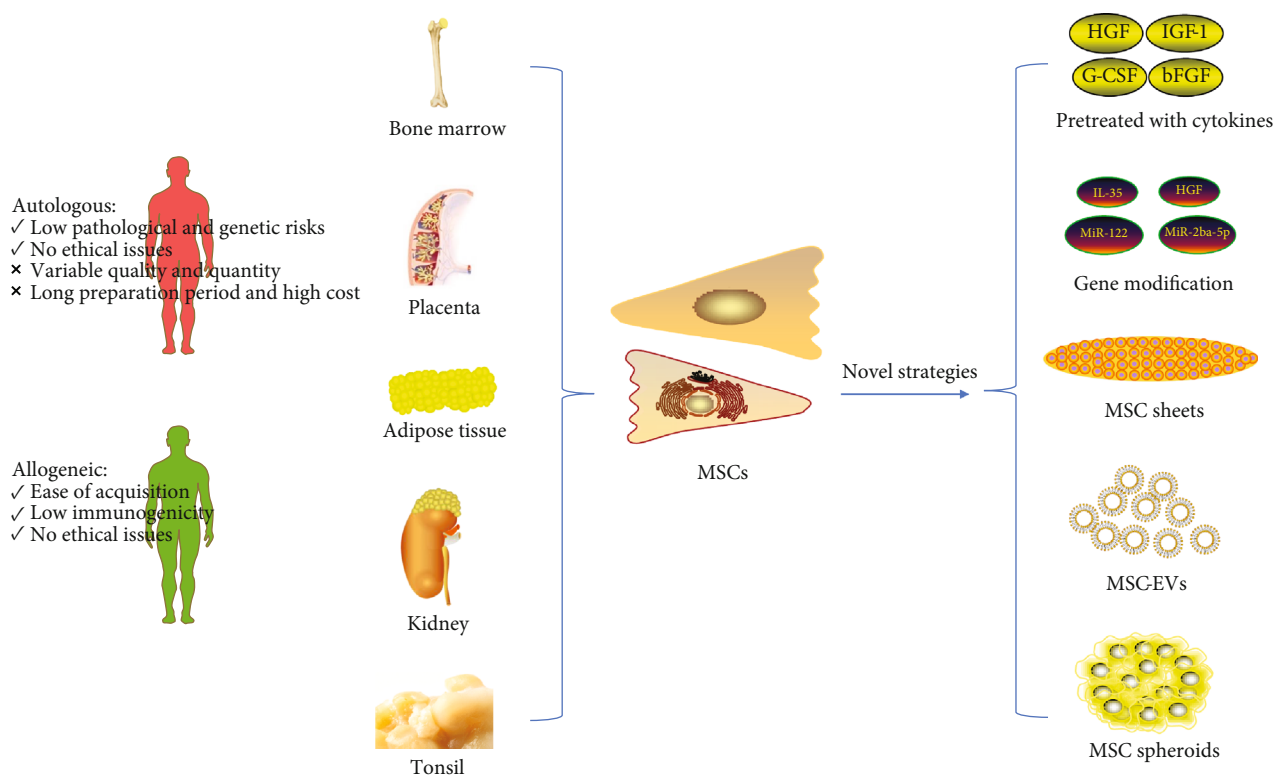 Autologous:
✓ Low pathological and genetic risks
✓ No ethical issues
× Variable quality and quantity
× Long preparation period and high cost
Allogeneic:
✓ Ease of acquisition
✓ Low immunogenicity
✓ No ethical issues
Bone marrow
Placenta
Adipose tissue
Kidney
Tonsil
MSCs
Novel strategies
HGF IGF-1
G-CSF bFGF
Pretreated with cytokines
IL-35 HGF
MiR-122 MiR-2ba-5p
Gene modification
MSC sheets
MSC-EVs
MSC spheroids